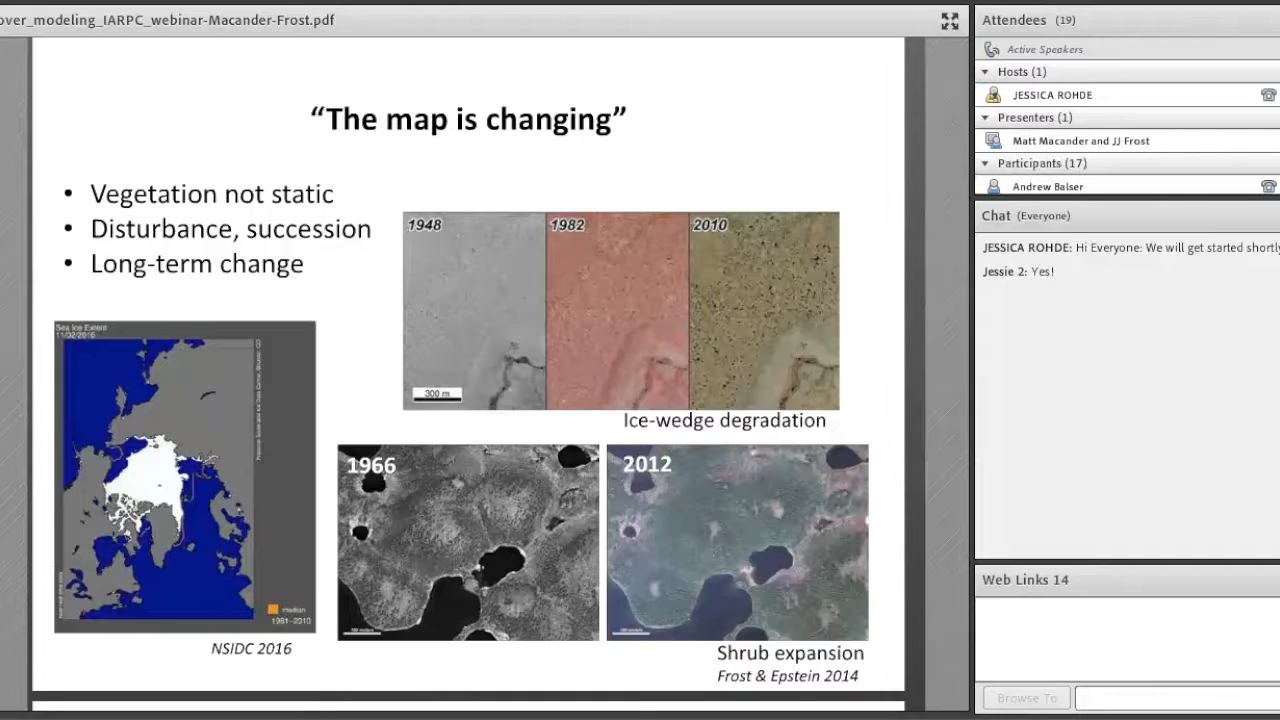 over_modeling_IARPC_webinar-Macander-Frost.pdf
“The map is changing”
• Vegetation not static
• Disturbance, succession
• Long-term change
1948
1982
2010
300 m
Ice-wedge degradation
Sea Ice Extent
11/02/2016
median
1981–2010
NSIDC 2016
1966
2012
Shrub expansion
Frost & Epstein 2014
Attendees (19)
Active Speakers
Hosts (1)
JESSICA ROHDE
Presenters (1)
Matt Macander and JJ Frost
Participants (17)
Andrew Balser
Chat (Everyone)
JESSICA ROHDE: Hi Everyone: We will get started shortly
Jessie 2: Yes!
Web Links 14
Browse To